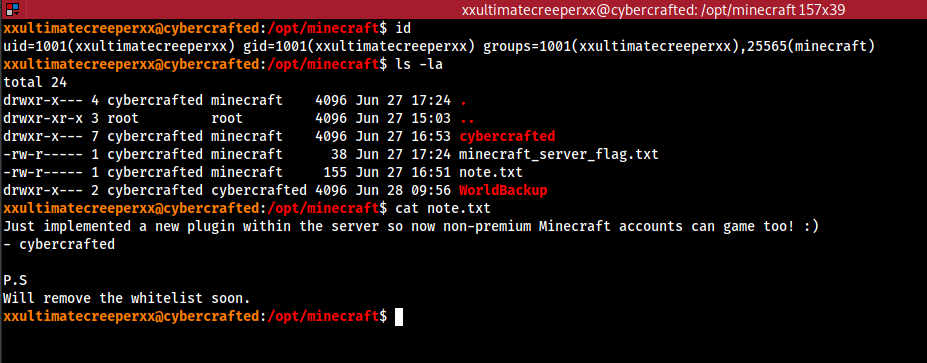 xxultimatecreeperxx@cybercrafted: /opt/minecraft 157x39
xxultimatecreeperxx@cybercrafted:/opt/minecraft$ id
uid=1001(xxultimatecreeperxx) gid=1001(xxultimatecreeperxx) groups=1001(xxultimatecreeperxx),25565(minecraft)
xxultimatecreeperxx@cybercrafted:/opt/minecraft$ ls -la
total 24
drwxr-x--- 4 cybercrafted minecraft    4096 Jun 27 17:24 .
drwxr-xr-x 3 root         root         4096 Jun 27 15:03 ..
drwxr-x--- 7 cybercrafted minecraft    4096 Jun 27 16:53 cybercrafted
-rw-r----- 1 cybercrafted minecraft      38 Jun 27 17:24 minecraft_server_flag.txt
-rw-r----- 1 cybercrafted minecraft     155 Jun 27 16:51 note.txt
drwxr-x--- 2 cybercrafted cybercrafted 4096 Jun 28 09:56 WorldBackup
xxultimatecreeperxx@cybercrafted:/opt/minecraft$ cat note.txt
Just implemented a new plugin within the server so now non-premium Minecraft accounts can game too! :)
- cybercrafted
P.S
Will remove the whitelist soon.
xxultimatecreeperxx@cybercrafted:/opt/minecraft$